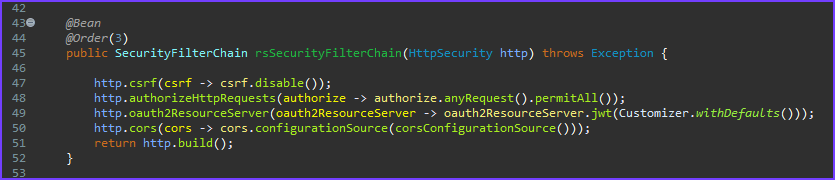 42
43 @Bean
44 @Order(3)
45 public SecurityFilterChain rsSecurityFilterChain(HttpSecurity http) throws Exception {
46
47 http.csrf(csrf -> csrf.disable());
48 http.authorizeHttpRequests(authorize -> authorize.anyRequest().permitAll());
49 http.oauth2ResourceServer(oauth2ResourceServer -> oauth2ResourceServer.jwt(Customizer.withDefaults()));
50 http.cors(cors -> cors.configurationSource(corsConfigurationSource()));
51 return http.build();
52 }
53